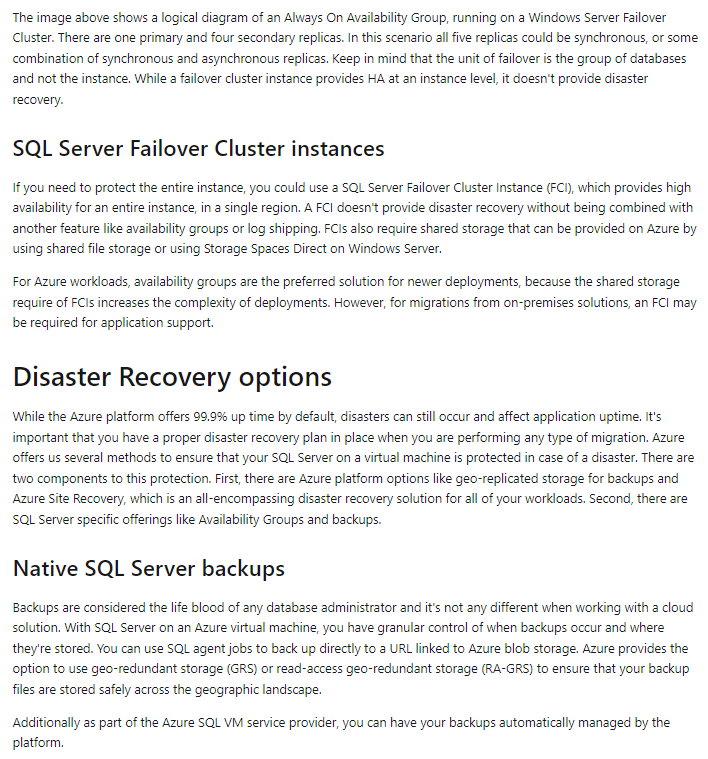 The image above shows a logical diagram of an Always On Availability Group, running on a Windows Server Failover
Cluster. There are one primary and four secondary replicas. In this scenario all five replicas could be synchronous, or some
combination of synchronous and asynchronous replicas. Keep in mind that the unit of failover is the group of databases
and not the instance. While a failover cluster instance provides HA at an instance level, it doesn't provide disaster
recovery.
SQL Server Failover Cluster instances
If you need to protect the entire instance, you could use a SQL Server Failover Cluster Instance (FCI), which provides high
availability for an entire instance, in a single region. A FCI doesn't provide disaster recovery without being combined with
another feature like availability groups or log shipping. FCIs also require shared storage that can be provided on Azure by
using shared file storage or using Storage Spaces Direct on Windows Server.
For Azure workloads, availability groups are the preferred solution for newer deployments, because the shared storage
require of FCIs increases the complexity of deployments. However, for migrations from on-premises solutions, an FCI may
be required for application support.
Disaster Recovery options
While the Azure platform offers 99.9% up time by default, disasters can still occur and affect application uptime. It's
important that you have a proper disaster recovery plan in place when you are performing any type of migration. Azure
offers us several methods to ensure that your SQL Server on a virtual machine is protected in case of a disaster. There are
two components to this protection. First, there are Azure platform options like geo-replicated storage for backups and
Azure Site Recovery, which is an all-encompassing disaster recovery solution for all of your workloads. Second, there are
SQL Server specific offerings like Availability Groups and backups.
Native SQL Server backups
Backups are considered the life blood of any database administrator and it's not any different when working with a cloud
solution. With SQL Server on an Azure virtual machine, you have granular control of when backups occur and where
they're stored. You can use SQL agent jobs to back up directly to a URL linked to Azure blob storage. Azure provides the
option to use geo-redundant storage (GRS) or read-access geo-redundant storage (RA-GRS) to ensure that your backup
files are stored safely across the geographic landscape.
Additionally as part of the Azure SQL VM service provider, you can have your backups automatically managed by the
platform.